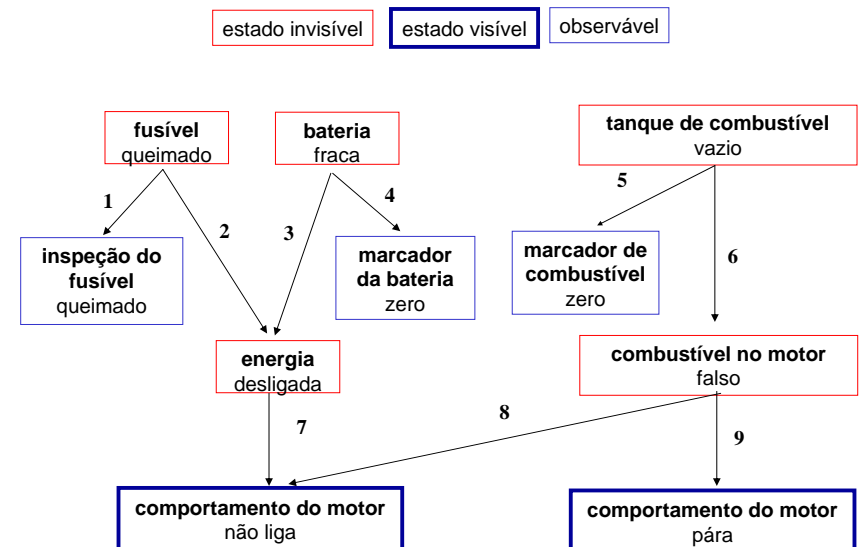 estado invisível
estado visível
observável
fusível
queimado
bateria
fraca
tanque de combustível
vazio
1
2
3
4
5
6
inspeção do
fusível
queimado
marcador
da bateria
zero
marcador de
combustível
zero
energia
desligada
combustível no motor
falso
7
8
9
comportamento do motor
não liga
comportamento do motor
pára